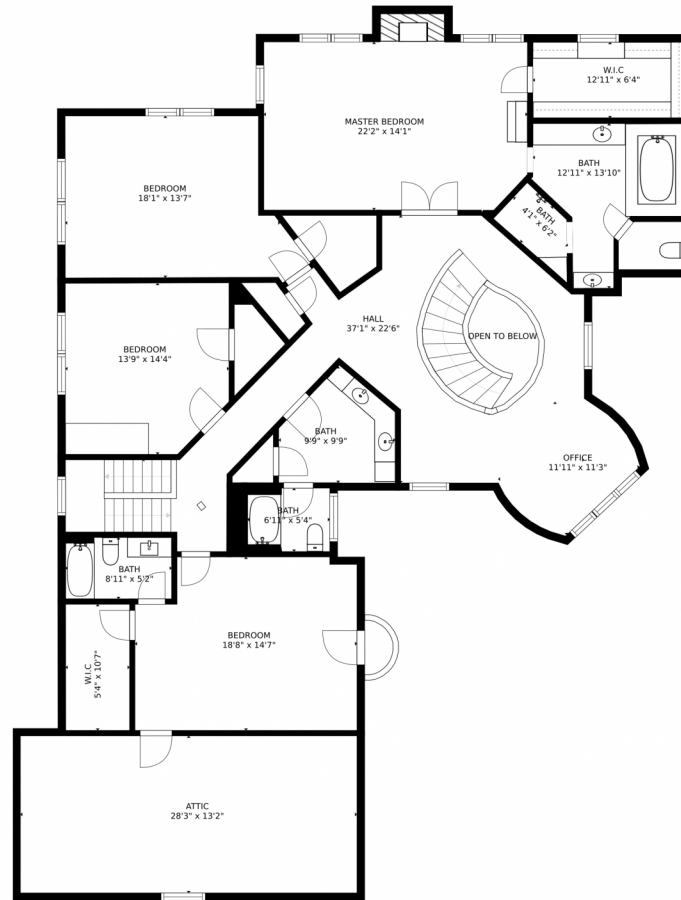 W.I.C
12'11" x 6'4"
MASTER BEDROOM
22'2" x 14'1"
BATH
12'11" x 13'10"
BEDROOM
18'1" x 13'7"
BATH
4'1" x 6'2"
HALL
37'1" x 22'6"
OPEN TO BELOW
BEDROOM
13'9" x 14'4"
BATH
9'9" x 9'9"
OFFICE
11'11" x 11'3"
BATH
6'11" x 5'4"
BATH
8'11" x 5'2"
BEDROOM
18'8" x 14'7"
W.I.C
5'4" x 10'7"
ATTIC
28'3" x 13'2"